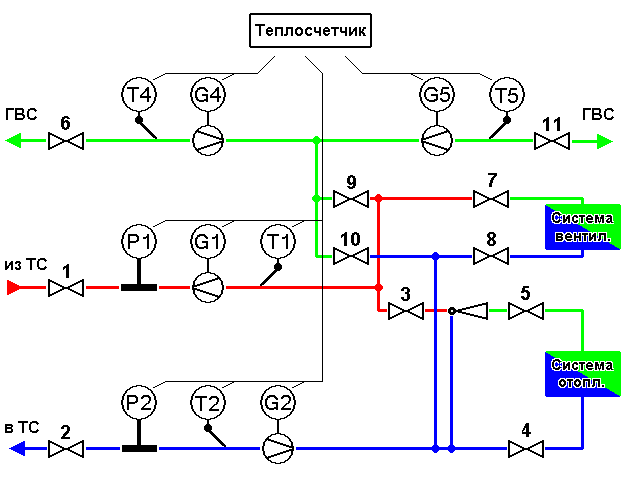 Теплосчетчик
T4 G4 G5 T5
ГВС 6 11 ГВС
9 7
P1 G1 T1 10 8 Система
вентил.
из ТС 1 3 5
Система
отопл.
P2 T2 G2
в ТС 2 4